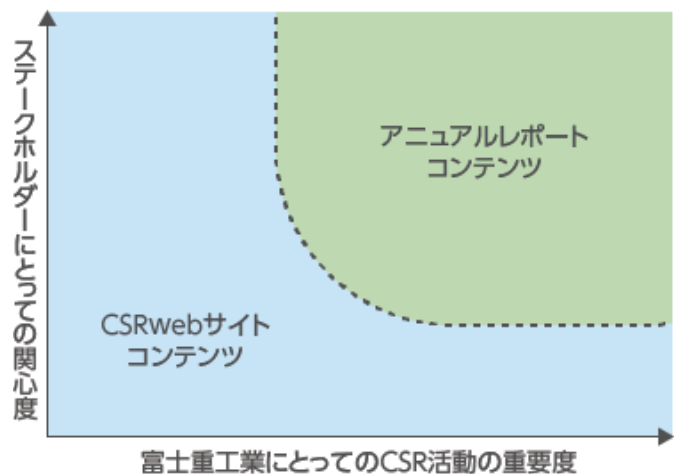 ステークホルダーにとっての関心度
アニュアルレポート
コンテンツ
CSRwebサイト
コンテンツ
富士重工業にとってのCSR活動の重要度